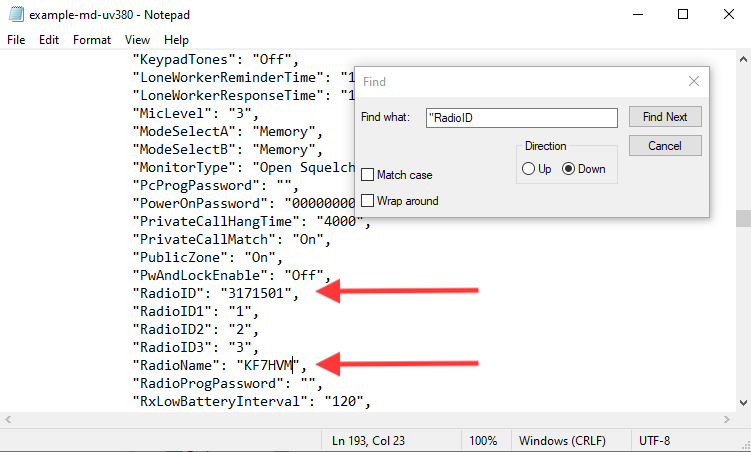 example-md-uv380 - Notepad
File Edit Format View Help
"KeypadTones": "Off",
"LoneWorkerReminderTime": "1
"LoneWorkerResponseTime": "1
"MicLevel": "3",
"ModeSelectA": "Memory",
"ModeSelectB": "Memory",
"MonitorType": "Open Squelch
"PcProgPassword": "",
"PowerOnPassword": "00000000
"PrivateCallHangTime": "4000",
"PrivateCallMatch": "On",
"PublicZone": "On",
"PwAndLockEnable": "Off",
"RadioID": "3171501",
"RadioID1": "1",
"RadioID2": "2",
"RadioID3": "3",
"RadioName": "KF7HVM",
"RadioProgPassword": "",
"RxLowBatteryInterval": "120",
Find
Find what: "RadioID Find Next
Direction Cancel
Up Down
Match case
Wrap around
Ln 193, Col 23 100% Windows (CRLF) UTF-8